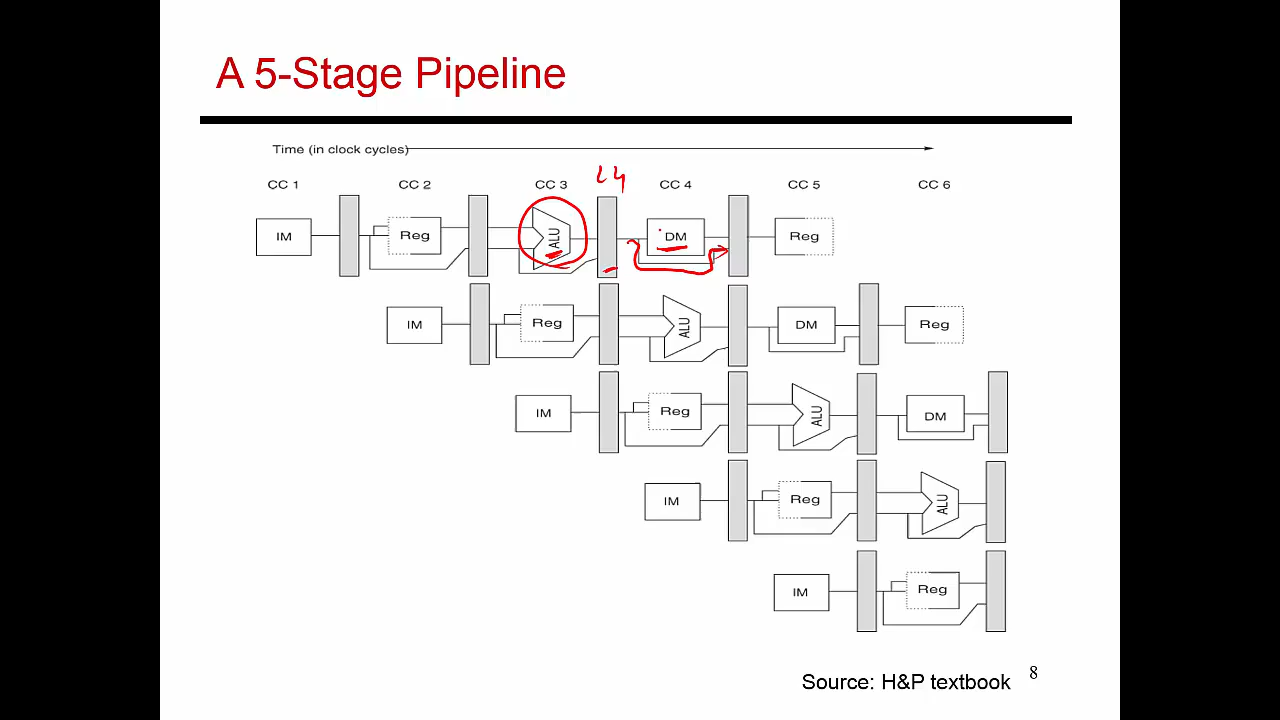 A 5-Stage Pipeline
Time (in clock cycles)
CC 1 CC 2 CC 3 CC 4 CC 5 CC 6
IM Reg ALU DM Reg
IM Reg ALU DM Reg
IM Reg ALU DM
IM Reg ALU
IM Reg
Source: H&P textbook 8